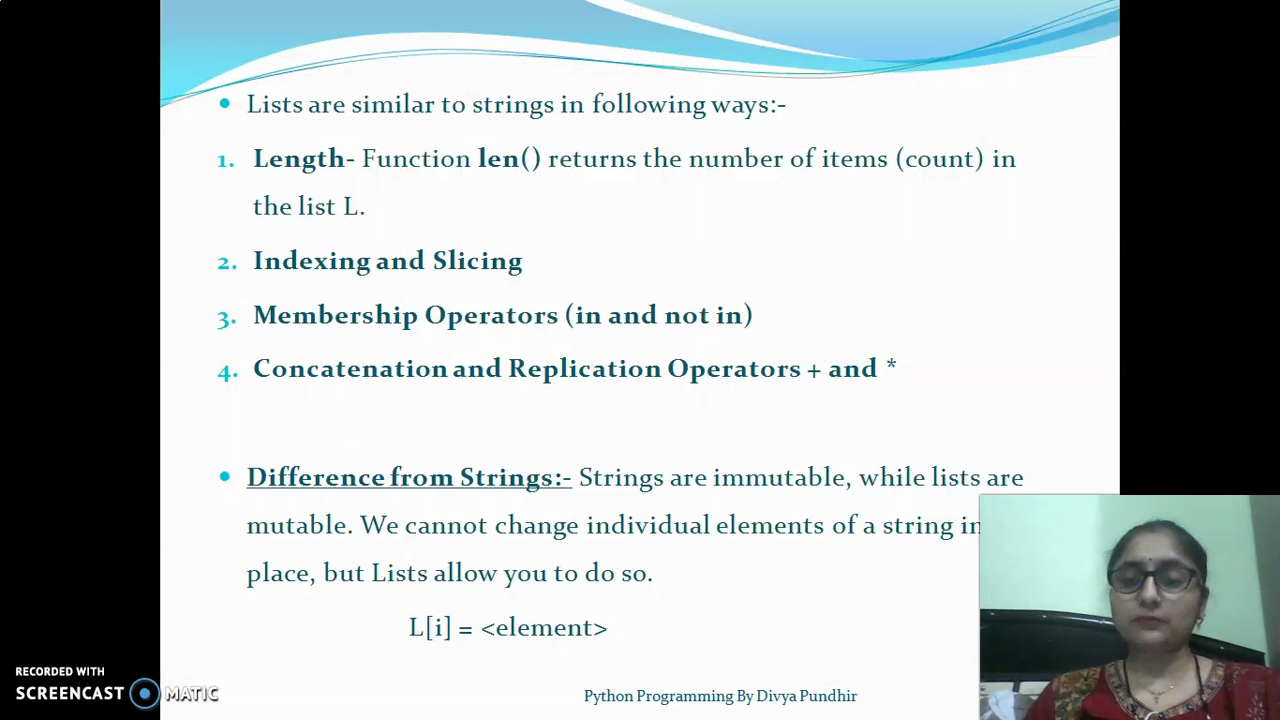 Lists are similar to strings in following ways:-
1. Length- Function len() returns the number of items (count) in
the list L.
2. Indexing and Slicing
3. Membership Operators (in and not in)
4. Concatenation and Replication Operators + and *
Difference from Strings:- Strings are immutable, while lists are
mutable. We cannot change individual elements of a string in
place, but Lists allow you to do so.
L[i] = <element>
RECORDED WITH
SCREENCAST MATIC
Python Programming By Divya Pundhir